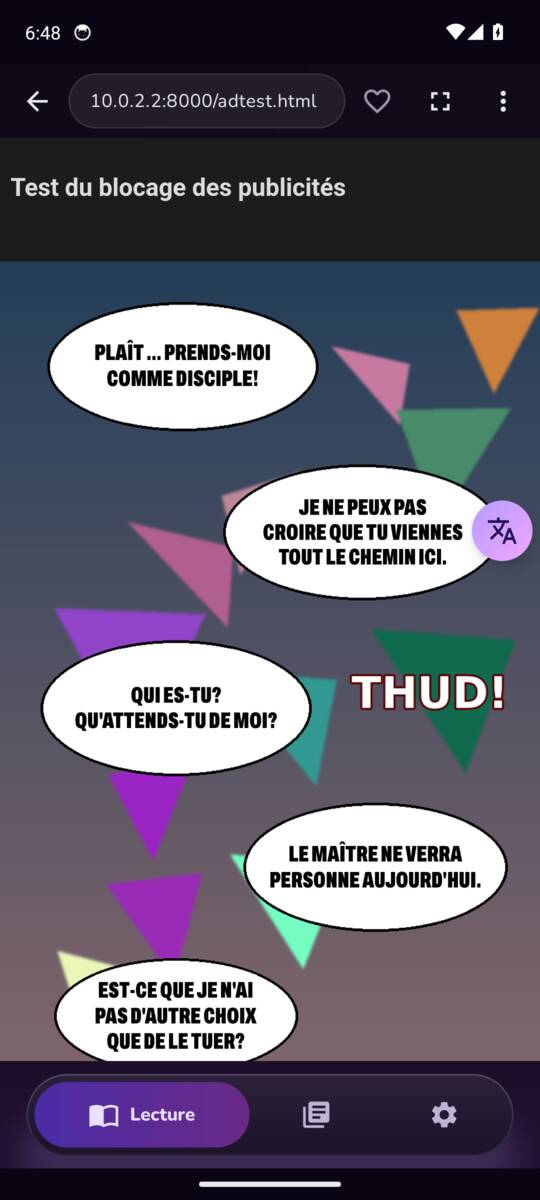 6:48
10.0.2.2:8000/adtest.html
Test du blocage des publicités
PLAÎT ... PRENDS-MOI
COMME DISCIPLE!
JE NE PEUX PAS
CROIRE QUE TU VIENNES
TOUT LE CHEMIN ICI.
QUI ES-TU?
QU'ATTENDS-TU DE MOI?
THUD!
LE MAÎTRE NE VERRA
PERSONNE AUJOURD'HUI.
EST-CE QUE JE N'AI
PAS D'AUTRE CHOIX
QUE DE LE TUER?
Lecture